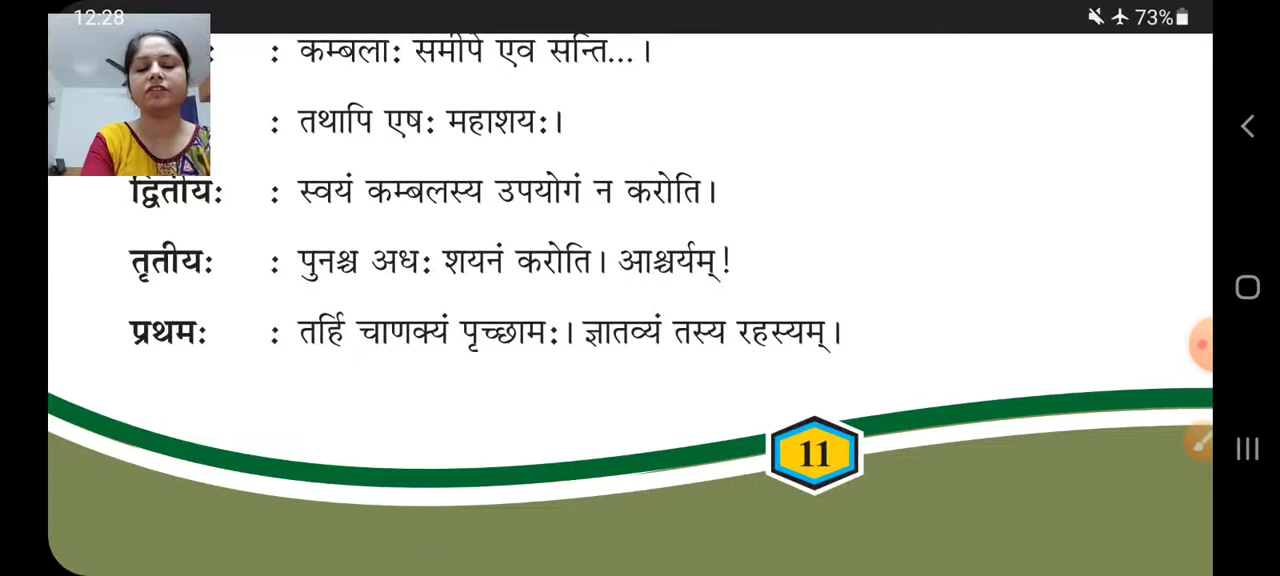 12:28
73%
: कम्बलाः समीपे एव सन्ति...।
: तथापि एषः महाशयः।
द्वितीयः : स्वयं कम्बलस्य उपयोगं न करोति।
तृतीयः : पुनश्च अधः शयनं करोति। आश्चर्यम्!
प्रथमः : तर्हि चाणक्यं पृच्छामः। ज्ञातव्यं तस्य रहस्यम्।
11